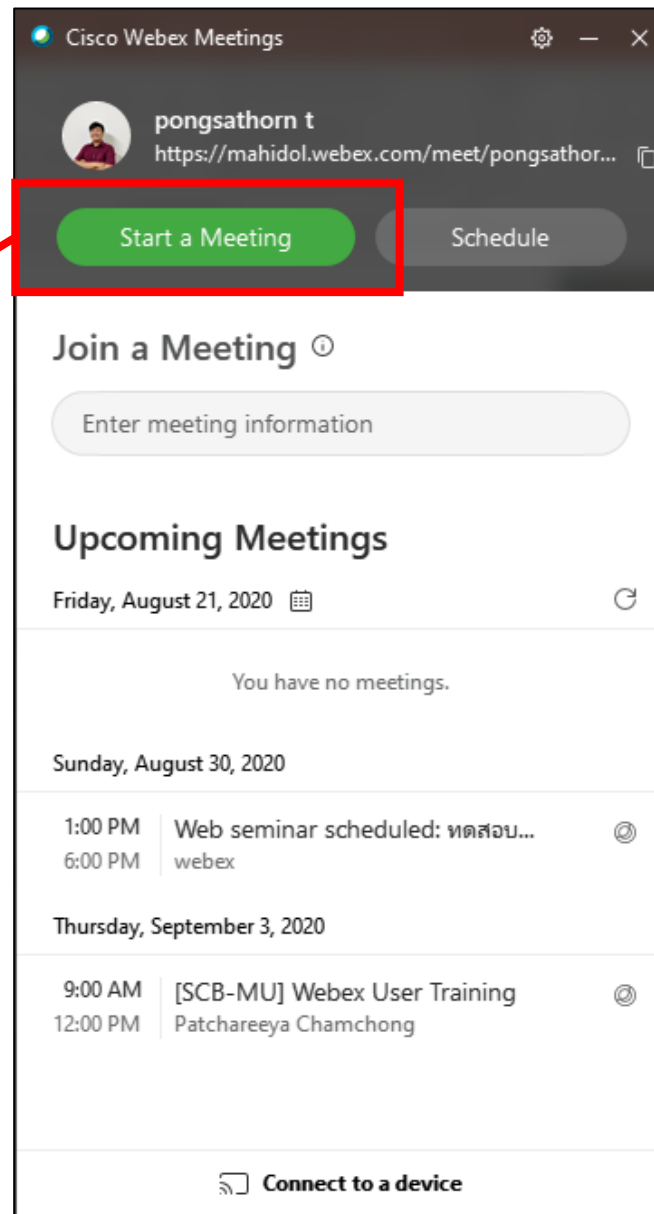 Cisco Webex Meetings
pongsathorn t
https://mahidol.webex.com/meet/pongsathor...
Start a Meeting
Schedule
Join a Meeting
Enter meeting information
Upcoming Meetings
Friday, August 21, 2020
You have no meetings.
Sunday, August 30, 2020
1:00 PM Web seminar scheduled: ทดสอบ...
6:00 PM webex
Thursday, September 3, 2020
9:00 AM [SCB-MU] Webex User Training
12:00 PM Patchareeya Chamchong
Connect to a device